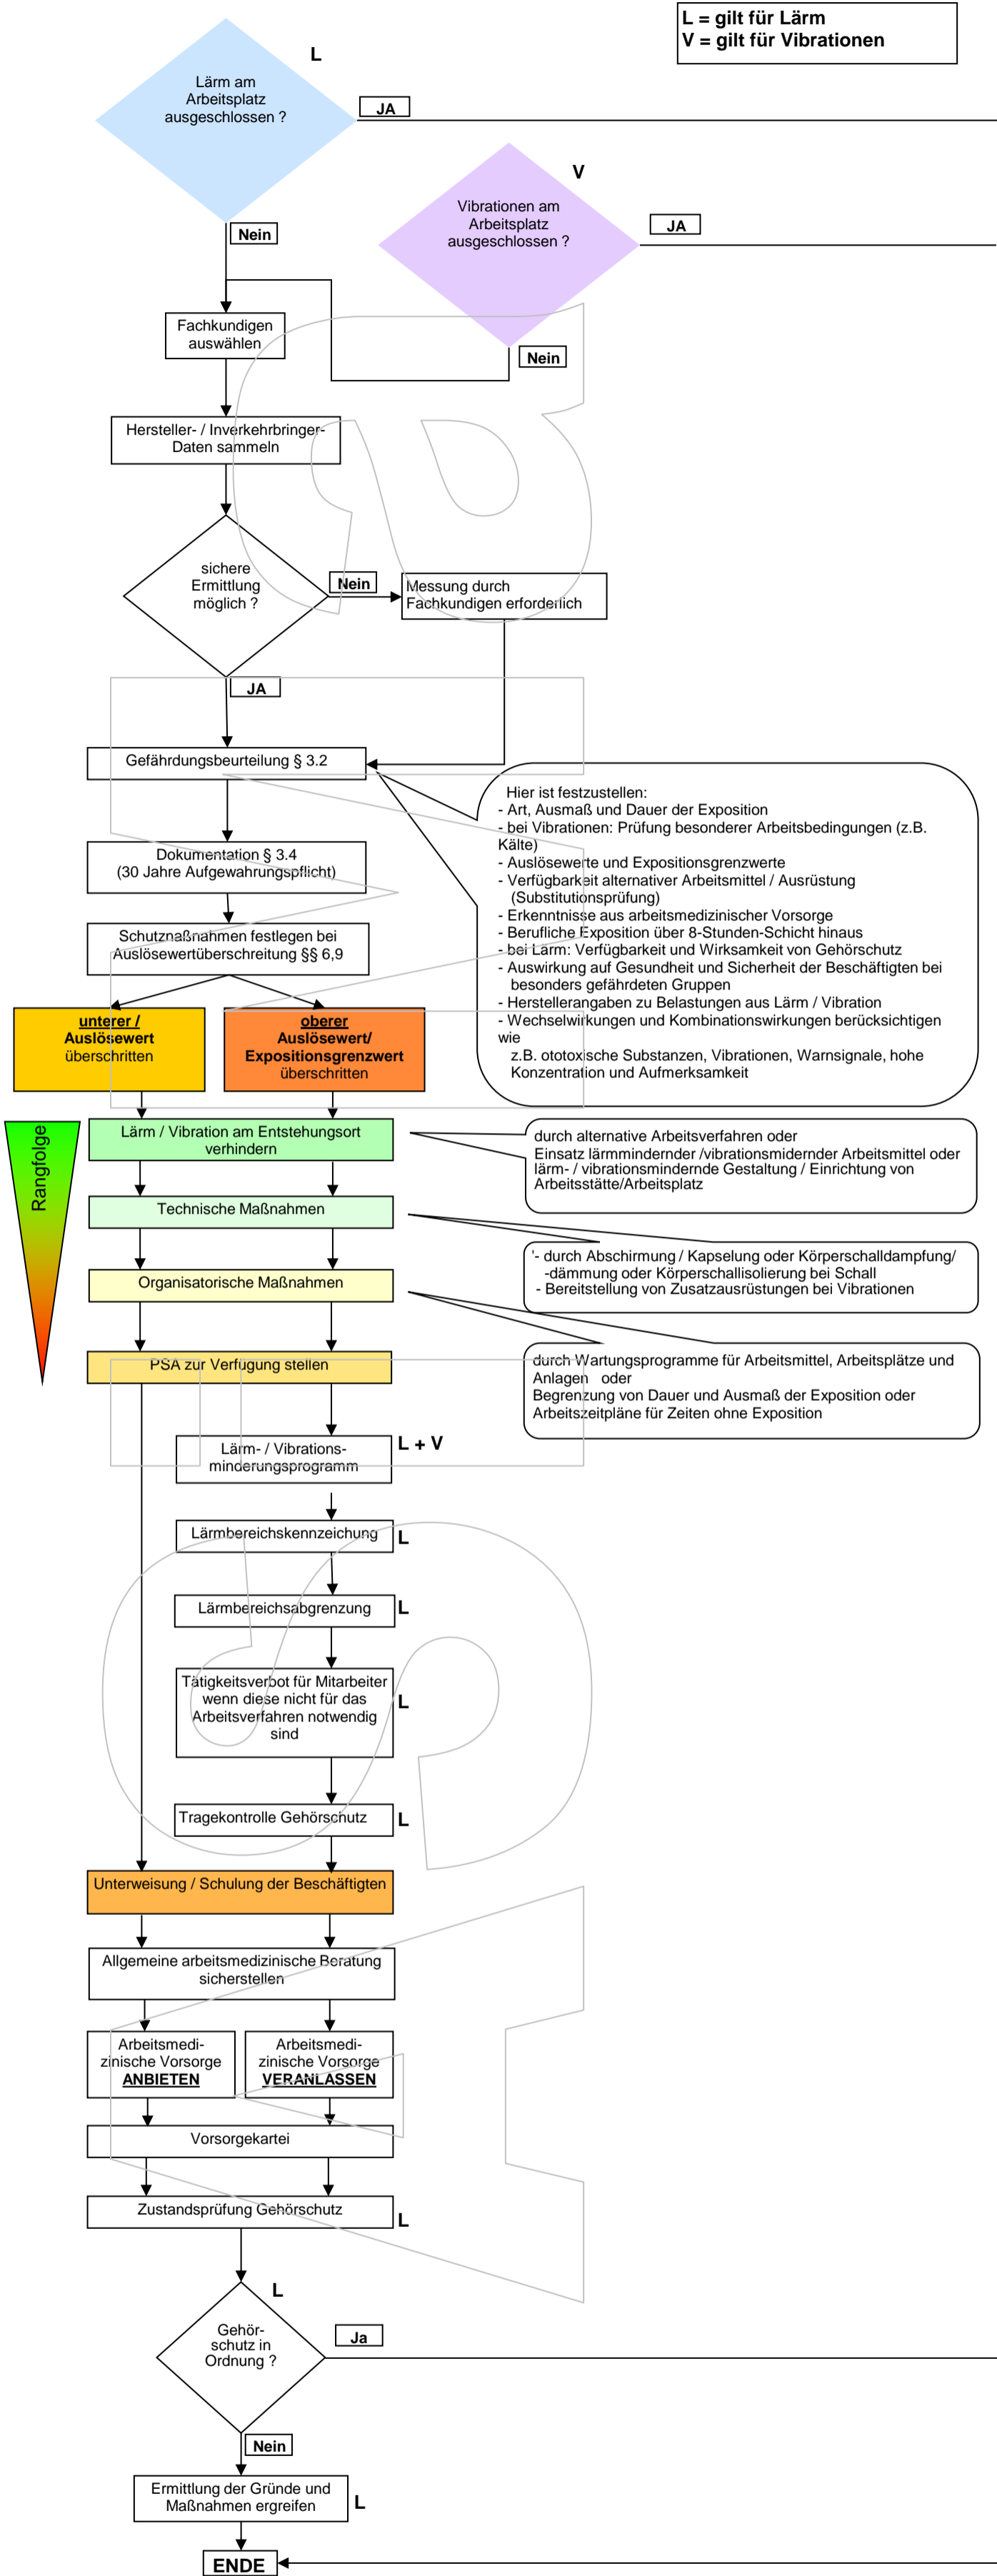 L = gilt für Lärm
V = gilt für Vibrationen
L
Lärm am
Arbeitsplatz
ausgeschlossen ?
JA
V
Vibrationen am
Arbeitsplatz
ausgeschlossen ?
JA
Nein
Fachkundigen
auswählen
Nein
Hersteller- / Inverkehrbringer-
Daten sammeln
sichere
Ermittlung
möglich ?
Nein
Messung durch
Fachkundigen erforderlich
JA
Gefährdungsbeurteilung § 3.2
Hier ist festzustellen:
- Art, Ausmaß und Dauer der Exposition
- bei Vibrationen: Prüfung besonderer Arbeitsbedingungen (z.B.
Kälte)
- Auslösewerte und Expositionsgrenzwerte
- Verfügbarkeit alternativer Arbeitsmittel / Ausrüstung
(Substitutionsprüfung)
- Erkenntnisse aus arbeitsmedizinischer Vorsorge
- Berufliche Exposition über 8-Stunden-Schicht hinaus
- bei Lärm: Verfügbarkeit und Wirksamkeit von Gehörschutz
- Auswirkung auf Gesundheit und Sicherheit der Beschäftigten bei
besonders gefährdeten Gruppen
- Herstellerangaben zu Belastungen aus Lärm / Vibration
- Wechselwirkungen und Kombinationswirkungen berücksichtigen
wie
z.B. ototoxische Substanzen, Vibrationen, Warnsignale, hohe
Konzentration und Aufmerksamkeit
Dokumentation § 3.4
(30 Jahre Aufgewahrungspflicht)
Schutznaßnahmen festlegen bei
Auslösewertüberschreitung §§ 6,9
unterer /
Auslösewert
überschritten
oberer
Auslösewert/
Expositionsgrenzwert
überschritten
Rangfolge
Lärm / Vibration am Entstehungsort
verhindern
durch alternative Arbeitsverfahren oder
Einsatz lärmmindernder /vibrationsmidernder Arbeitsmittel oder
lärm- / vibrationsmindernde Gestaltung / Einrichtung von
Arbeitsstätte/Arbeitsplatz
Technische Maßnahmen
'- durch Abschirmung / Kapselung oder Körperschalldampfung/
-dämmung oder Körperschallisolierung bei Schall
- Bereitstellung von Zusatzausrüstungen bei Vibrationen
Organisatorische Maßnahmen
durch Wartungsprogramme für Arbeitsmittel, Arbeitsplätze und
Anlagen oder
Begrenzung von Dauer und Ausmaß der Exposition oder
Arbeitszeitpläne für Zeiten ohne Exposition
PSA zur Verfügung stellen
Lärm- / Vibrations-
minderungsprogramm
L + V
Lärmbereichskennzeichung
L
Lärmbereichsabgrenzung
L
Tätigkeitsverbot für Mitarbeiter
wenn diese nicht für das
Arbeitsverfahren notwendig
sind
L
Tragekontrolle Gehörschutz
L
Unterweisung / Schulung der Beschäftigten
Allgemeine arbeitsmedizinische Beratung
sicherstellen
Arbeitsmedi-
zinische Vorsorge
ANBIETEN
Arbeitsmedi-
zinische Vorsorge
VERANLASSEN
Vorsorgekartei
Zustandsprüfung Gehörschutz
L
L
Gehör-
schutz in
Ordnung ?
Ja
Nein
Ermittlung der Gründe und
Maßnahmen ergreifen
L
ENDE